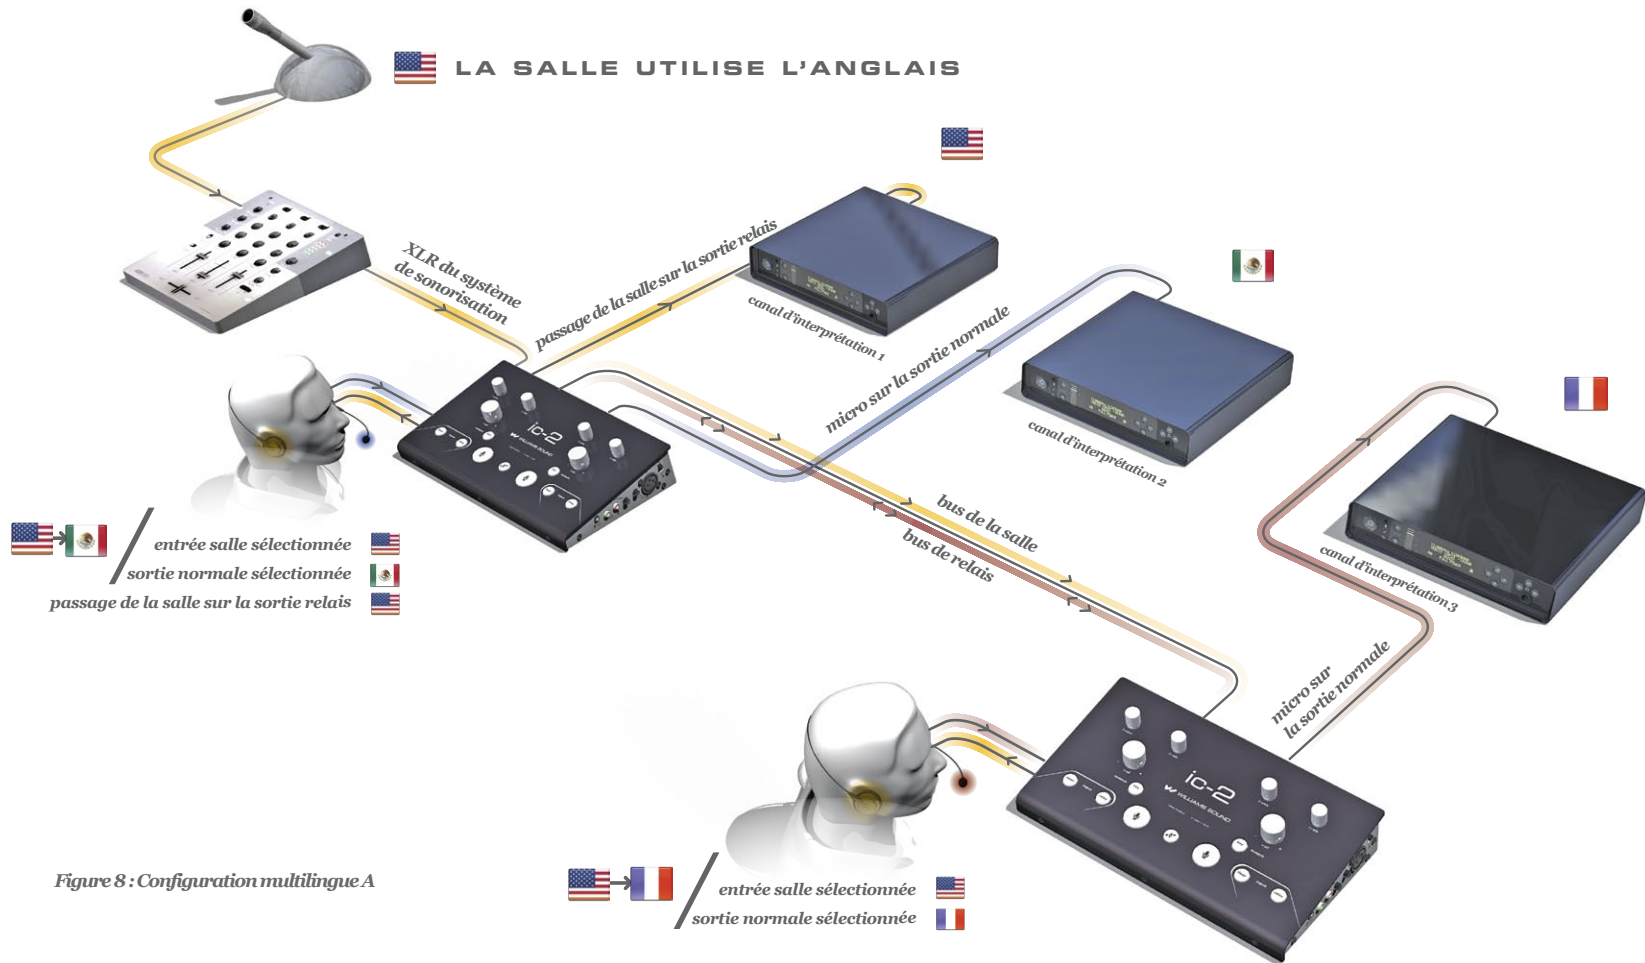 LA SALLE UTILISE L'ANGLAIS
XLR du système
de sonorisation
passage de la salle sur la sortie relais
canal d'interprétation 1
micro sur la sortie normale
canal d'interprétation 2
ic-2
WILLIAMS SOUND
entrée salle sélectionnée
sortie normale sélectionnée
passage de la salle sur la sortie relais
bus de la salle
bus de relais
canal d'interprétation 3
micro sur
la sortie normale
ic-2
WILLIAMS SOUND
entrée salle sélectionnée
sortie normale sélectionnée
Figure 8 : Configuration multilingue A